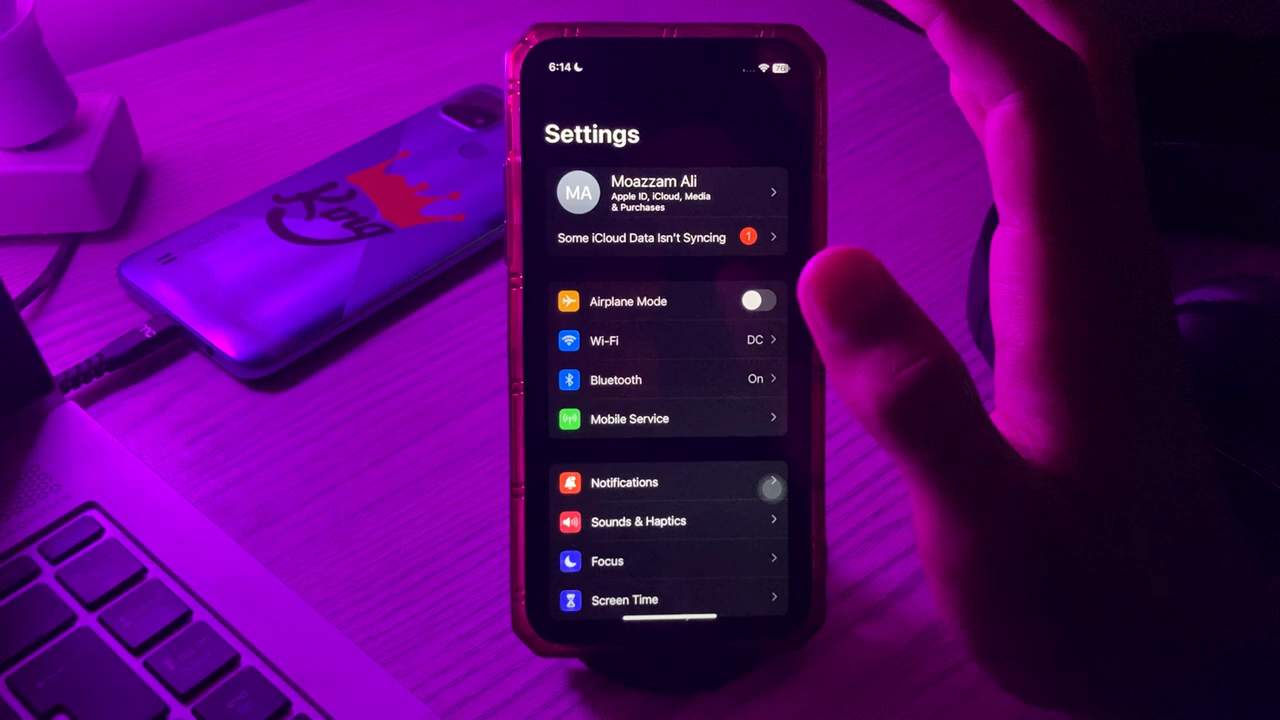 6:14
76
Settings
MA
Moazzam Ali
Apple ID, iCloud, Media
& Purchases
Some iCloud Data Isn't Syncing
1
Airplane Mode
Wi-Fi
DC
Bluetooth
On
Mobile Service
Notifications
Sounds & Haptics
Focus
Screen Time
King